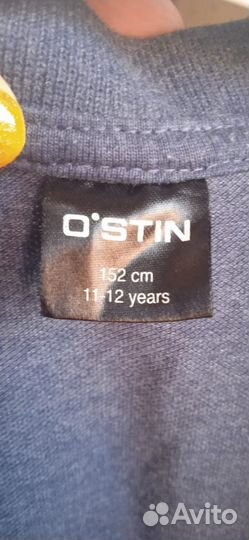 O'STIN
152 cm
11-12 years
Avito